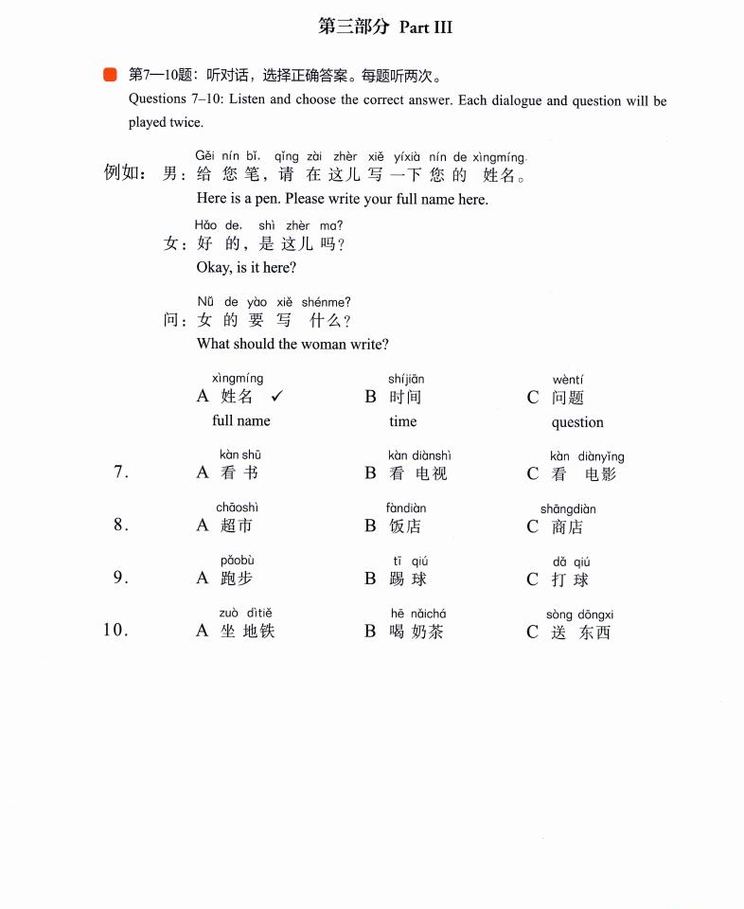 第三部分 Part III
第7—10题：听对话，选择正确答案。每题听两次。
Questions 7–10: Listen and choose the correct answer. Each dialogue and question will be
played twice.
Gěi nín bǐ, qǐng zài zhèr xiě yíxià nín de xìngmíng.
例如： 男：给 您 笔，请 在 这儿 写 一下 您 的 姓名。
Here is a pen. Please write your full name here.
Hǎo de, shì zhèr ma?
女：好 的，是 这儿 吗？
Okay, is it here?
Nǚ de yào xiě shénme?
问：女 的 要 写 什么？
What should the woman write?
xìngmíng shíjiān wèntí
A 姓名 ✓ B 时间 C 问题
full name time question
kàn shū kàn diànshì kàn diànyǐng
7. A 看 书 B 看 电视 C 看 电影
chāoshì fàndiàn shāngdiàn
8. A 超市 B 饭店 C 商店
pǎobù tī qiú dǎ qiú
9. A 跑步 B 踢 球 C 打 球
zuò dìtiě hē nǎichá sòng dōngxi
10. A 坐 地铁 B 喝 奶茶 C 送 东西